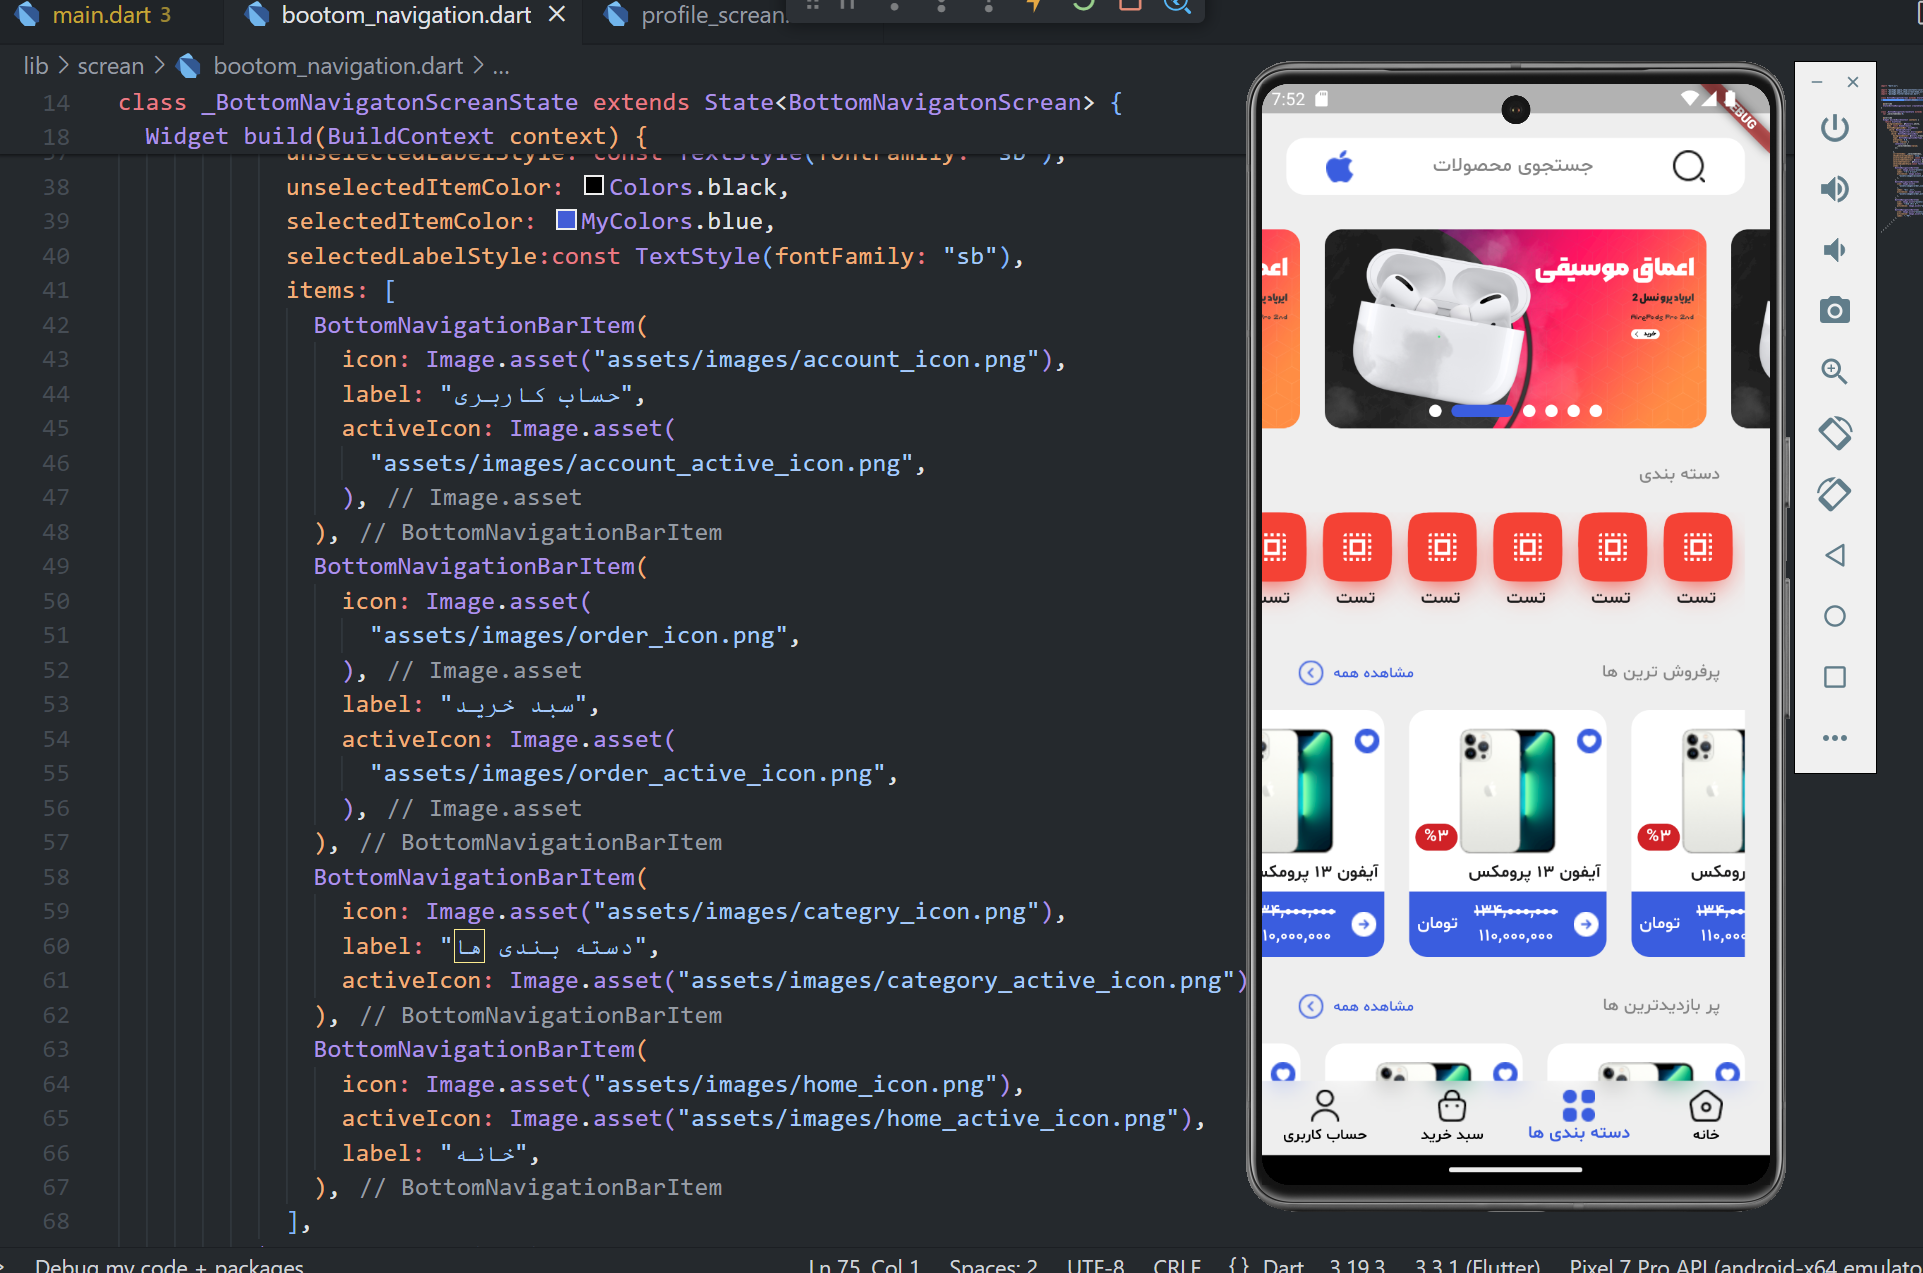 main.dart 3
bootom_navigation.dart
profile_screan.
lib > screan > bootom_navigation.dart > ...
14 class _BottomNavigatonScreanState extends State<BottomNavigatonScrean> {
18 Widget build(BuildContext context) {
37 unselectedLabelStyle: const TextStyle(fontFamily: "sb"),
38 unselectedItemColor: Colors.black,
39 selectedItemColor: MyColors.blue,
40 selectedLabelStyle:const TextStyle(fontFamily: "sb"),
41 items: [
42 BottomNavigationBarItem(
43 icon: Image.asset("assets/images/account_icon.png"),
44 label: "حساب کاربری",
45 activeIcon: Image.asset(
46 "assets/images/account_active_icon.png",
47 ), // Image.asset
48 ), // BottomNavigationBarItem
49 BottomNavigationBarItem(
50 icon: Image.asset(
51 "assets/images/order_icon.png",
52 ), // Image.asset
53 label: "سبد خرید",
54 activeIcon: Image.asset(
55 "assets/images/order_active_icon.png",
56 ), // Image.asset
57 ), // BottomNavigationBarItem
58 BottomNavigationBarItem(
59 icon: Image.asset("assets/images/categry_icon.png"),
60 label: "دسته بندی ها",
61 activeIcon: Image.asset("assets/images/category_active_icon.png")
62 ), // BottomNavigationBarItem
63 BottomNavigationBarItem(
64 icon: Image.asset("assets/images/home_icon.png"),
65 activeIcon: Image.asset("assets/images/home_active_icon.png"),
66 label: "خانه",
67 ), // BottomNavigationBarItem
68 ],
Debug my code + packages
Ln 75, Col 1 Spaces: 2 UTF-8 CRLF {} Dart 3.19.3 3.3.1 (Flutter) Pixel 7 Pro API (android-x64 emulato
7:52
DEBUG
جستجوی محصولات
اعماق موسیقی
ایرپاد پرو نسل 2
AirPods Pro 2nd
خرید
دسته بندی
تست تست تست تست تست تست
پرفروش ترین ها
مشاهده همه
%۳ %۳
آیفون ۱۳ پرومکس
آیفون ۱۳ پرومکس
رومکس
۱۳۴,۰۰۰,۰۰۰
تومان
۱۱۰,۰۰۰,۰۰۰
تومان
پر بازدیدترین ها
مشاهده همه
خانه
دسته بندی ها
سبد خرید
حساب کاربری